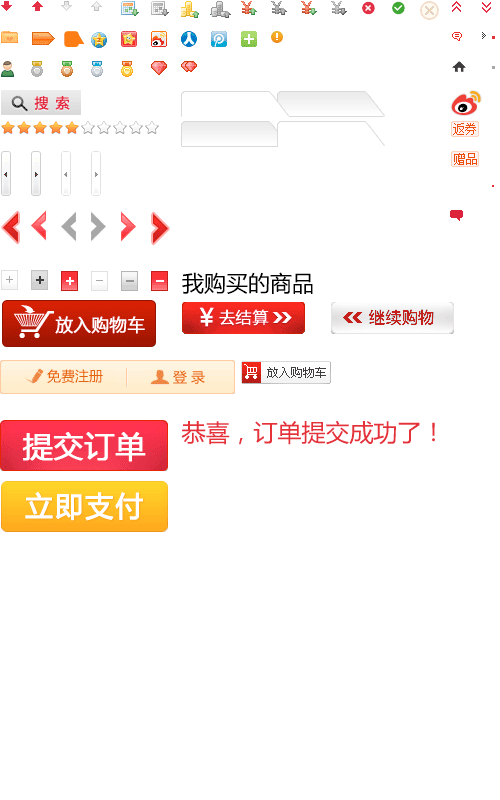 搜 索
返券
赠品
我购买的商品
放入购物车
¥ 去结算
继续购物
免费注册
登 录
放入购物车
提交订单
恭喜，订单提交成功了！
立即支付